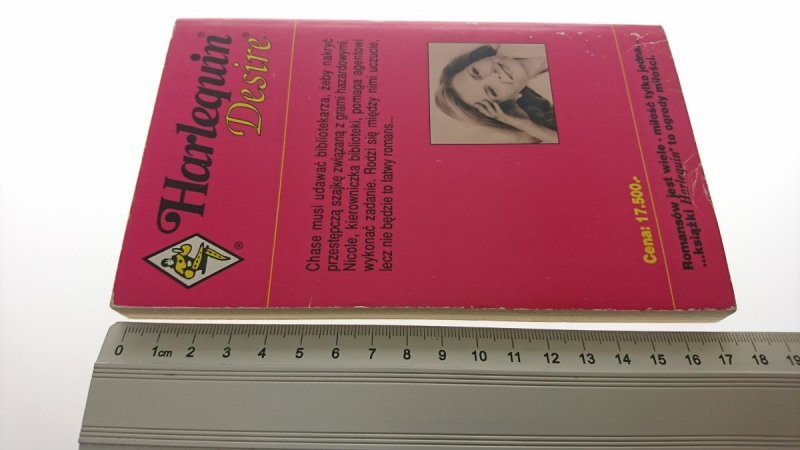 Harlequin®
Desire®
®
Chase musi udawać bibliotekarza, żeby nakryć
przestępczą szajkę związaną z grami hazardowymi.
Nicole, kierowniczka biblioteki, pomaga agentowi
wykonać zadanie. Rodzi się między nimi uczucie,
lecz nie będzie to łatwy romans...
Cena: 17.500.-
Romansów jest wiele - miłość tylko jedna...
...książki Harlequin® to ogrody miłości.
0 1cm 2 3 4 5 6 7 8 9 10 11 12 13 14 15 16 17 18 19